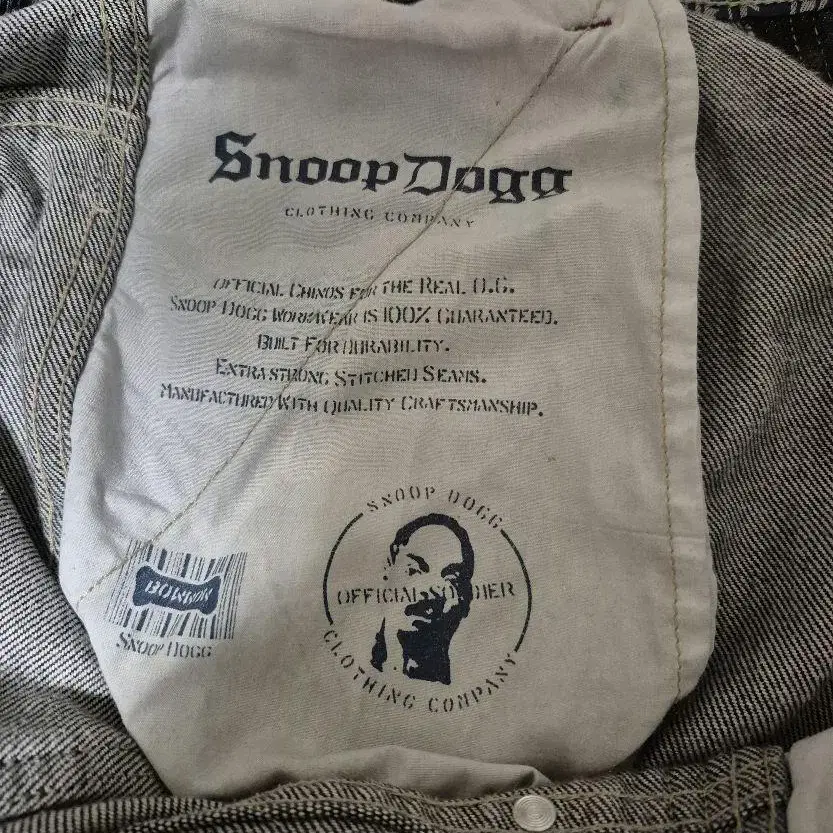 Snoop Dogg
CLOTHING COMPANY
OFFICIAL CHINOS FOR THE REAL O.G.
SNOOP DOGG WORKWEAR IS 100% GUARANTEED.
BUILT FOR DURABILITY.
EXTRA STRONG STITCHED SEAMS.
MANUFACTURED WITH QUALITY CRAFTSMANSHIP.
BOWWOW
SNOOP DOGG
SNOOP DOGG
OFFICIAL SOLDIER
CLOTHING COMPANY